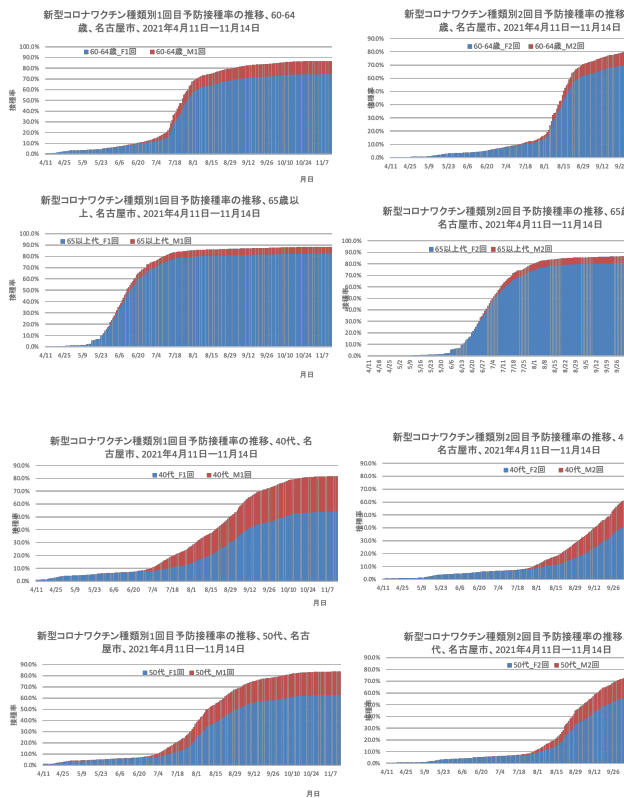 新型コロナワクチン種類別1回目予防接種率の推移、60-64
歳、名古屋市、2021年4月11日―11月14日
60-64歳_F1回 60-64歳_M1回
接種率
100.0%
90.0%
80.0%
70.0%
60.0%
50.0%
40.0%
30.0%
20.0%
10.0%
0.0%
4/11 4/25 5/9 5/23 6/6 6/20 7/4 7/18 8/1 8/15 8/29 9/12 9/26 10/10 10/24 11/7
月日
新型コロナワクチン種類別2回目予防接種率の推移
歳、名古屋市、2021年4月11日―11月14日
60-64歳_F2回 60-64歳_M2回
接種率
90.0%
80.0%
70.0%
60.0%
50.0%
40.0%
30.0%
20.0%
10.0%
0.0%
4/11 4/25 5/9 5/23 6/6 6/20 7/4 7/18 8/1 8/15 8/29 9/12 9/2
新型コロナワクチン種類別1回目予防接種率の推移、65歳以
上、名古屋市、2021年4月11日―11月14日
65以上代_F1回 65以上代_M1回
接種率
100.0%
90.0%
80.0%
70.0%
60.0%
50.0%
40.0%
30.0%
20.0%
10.0%
0.0%
4/11 4/25 5/9 5/23 6/6 6/20 7/4 7/18 8/1 8/15 8/29 9/12 9/26 10/10 10/24 11/7
月日
新型コロナワクチン種類別2回目予防接種率の推移、65歳
名古屋市、2021年4月11日―11月14日
65以上代_F2回 65以上代_M2回
接種率
100.0%
90.0%
80.0%
70.0%
60.0%
50.0%
40.0%
30.0%
20.0%
10.0%
0.0%
4/11 4/18 4/25 5/2 5/9 5/16 5/23 5/30 6/6 6/13 6/20 6/27 7/4 7/11 7/18 7/25 8/1 8/8 8/15 8/22 8/29 9/5 9/12 9/19 9/26
新型コロナワクチン種類別1回目予防接種率の推移、40代、名
古屋市、2021年4月11日―11月14日
40代_F1回 40代_M1回
接種率
90.0%
80.0%
70.0%
60.0%
50.0%
40.0%
30.0%
20.0%
10.0%
0.0%
4/11 4/25 5/9 5/23 6/6 6/20 7/4 7/18 8/1 8/15 8/29 9/12 9/26 10/10 10/24 11/7
月日
新型コロナワクチン種類別2回目予防接種率の推移、4
名古屋市、2021年4月11日―11月14日
40代_F2回 40代_M2回
接種率
100.0%
90.0%
80.0%
70.0%
60.0%
50.0%
40.0%
30.0%
20.0%
10.0%
0.0%
4/11 4/25 5/9 5/23 6/6 6/20 7/4 7/18 8/1 8/15 8/29 9/12 9/26
新型コロナワクチン種類別1回目予防接種率の推移、50代、名古
屋市、2021年4月11日―11月14日
50代_F1回 50代_M1回
接種率
90.0%
80.0%
70.0%
60.0%
50.0%
40.0%
30.0%
20.0%
10.0%
0.0%
4/11 4/25 5/9 5/23 6/6 6/20 7/4 7/18 8/1 8/15 8/29 9/12 9/26 10/10 10/24 11/7
月日
新型コロナワクチン種類別2回目予防接種率の推移
代、名古屋市、2021年4月11日―11月14日
50代_F2回 50代_M2回
接種率
90.0%
80.0%
70.0%
60.0%
50.0%
40.0%
30.0%
20.0%
10.0%
0.0%
4/11 4/25 5/9 5/23 6/6 6/20 7/4 7/18 8/1 8/15 8/29 9/12 9/26